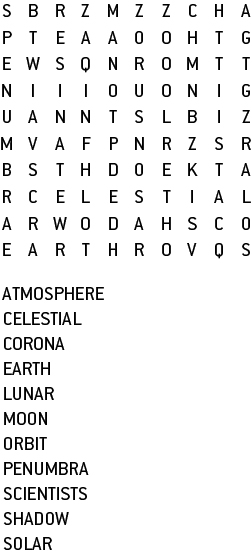 S B R Z M Z Z C H A
P T E A A O O H T G
E W S Q N R O M T T
N I I I O U O N I G
U A N N T S L B I Z
M V A F P N R Z S R
B S T H D O E K T A
R C E L E S T I A L
A R W O D A H S C O
E A R T H R O V Q S
ATMOSPHERE
CELESTIAL
CORONA
EARTH
LUNAR
MOON
ORBIT
PENUMBRA
SCIENTISTS
SHADOW
SOLAR